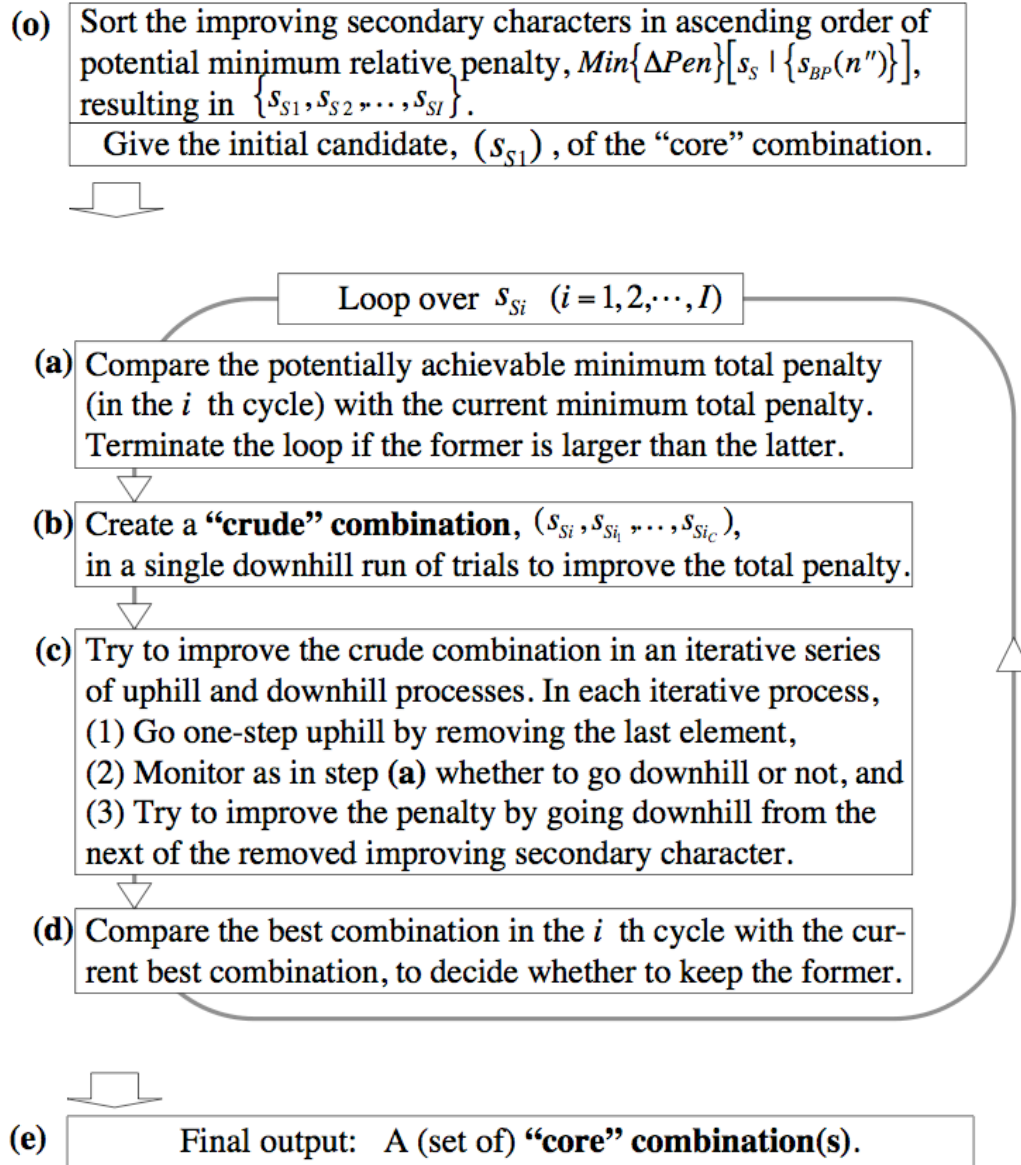 (o) Sort the improving secondary characters in ascending order of
potential minimum relative penalty, Min{ΔPen}[s_S | {s_BP(n″)}],
resulting in {s_S1, s_S2, …, s_SI}.
Give the initial candidate, (s_S1), of the “core” combination.
Loop over s_Si (i = 1, 2, ⋯, I)
(a) Compare the potentially achievable minimum total penalty
(in the i th cycle) with the current minimum total penalty.
Terminate the loop if the former is larger than the latter.
(b) Create a “crude” combination, (s_Si, s_Si_1, …, s_Si_C),
in a single downhill run of trials to improve the total penalty.
(c) Try to improve the crude combination in an iterative series
of uphill and downhill processes. In each iterative process,
(1) Go one-step uphill by removing the last element,
(2) Monitor as in step (a) whether to go downhill or not, and
(3) Try to improve the penalty by going downhill from the
next of the removed improving secondary character.
(d) Compare the best combination in the i th cycle with the cur-
rent best combination, to decide whether to keep the former.
(e) Final output: A (set of) “core” combination(s).